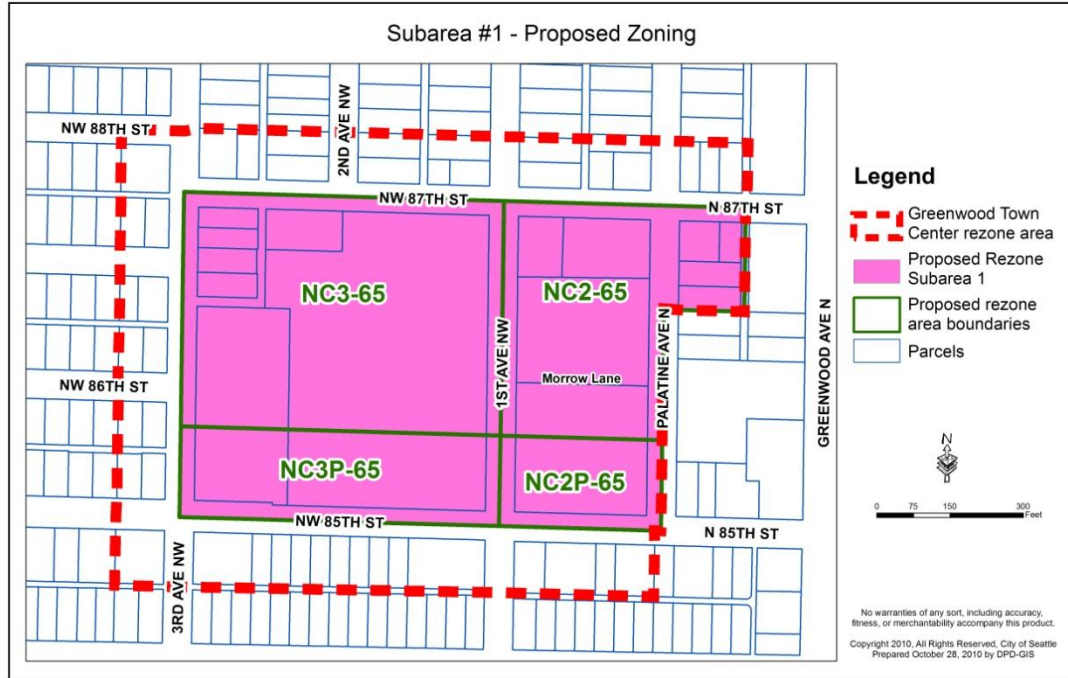 Subarea #1 - Proposed Zoning
NW 88TH ST
2ND AVE NW
NW 87TH ST
N 87TH ST
NC3-65
NC2-65
1ST AVE NW
PALATINE AVE N
GREENWOOD AVE N
Morrow Lane
NW 86TH ST
NC3P-65
NC2P-65
NW 85TH ST
N 85TH ST
3RD AVE NW
Legend
Greenwood Town
Center rezone area
Proposed Rezone
Subarea 1
Proposed rezone
area boundaries
Parcels
N
0 75 150 300
Feet
No warranties of any sort, including accuracy,
fitness, or merchantability accompany this product.
Copyright 2010, All Rights Reserved, City of Seattle
Prepared October 28, 2010 by DPD-GIS